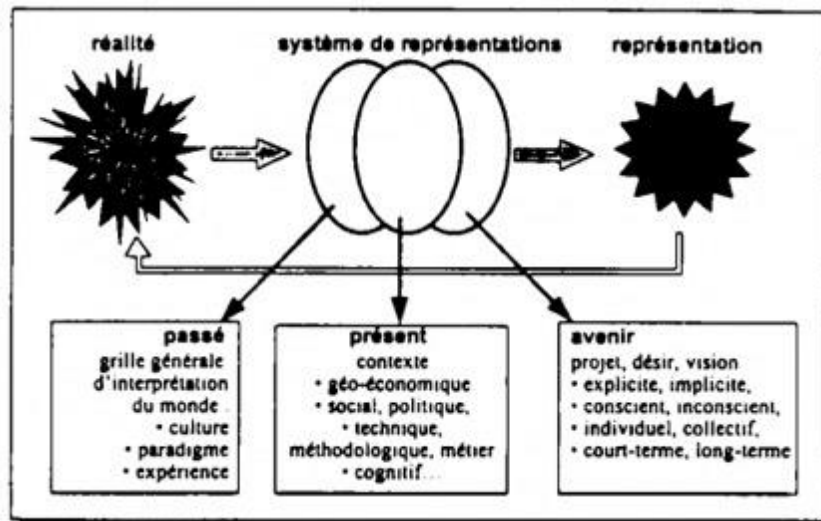 réalité
système de représentations
représentation
passé
grille générale
d'interprétation
du monde
• culture
• paradigme
• expérience
présent
contexte
• géo-économique
• social, politique,
• technique,
méthodologique, métier
• cognitif...
avenir
projet, désir, vision
• explicite, implicite,
• conscient, inconscient,
• individuel, collectif,
• court-terme, long-terme